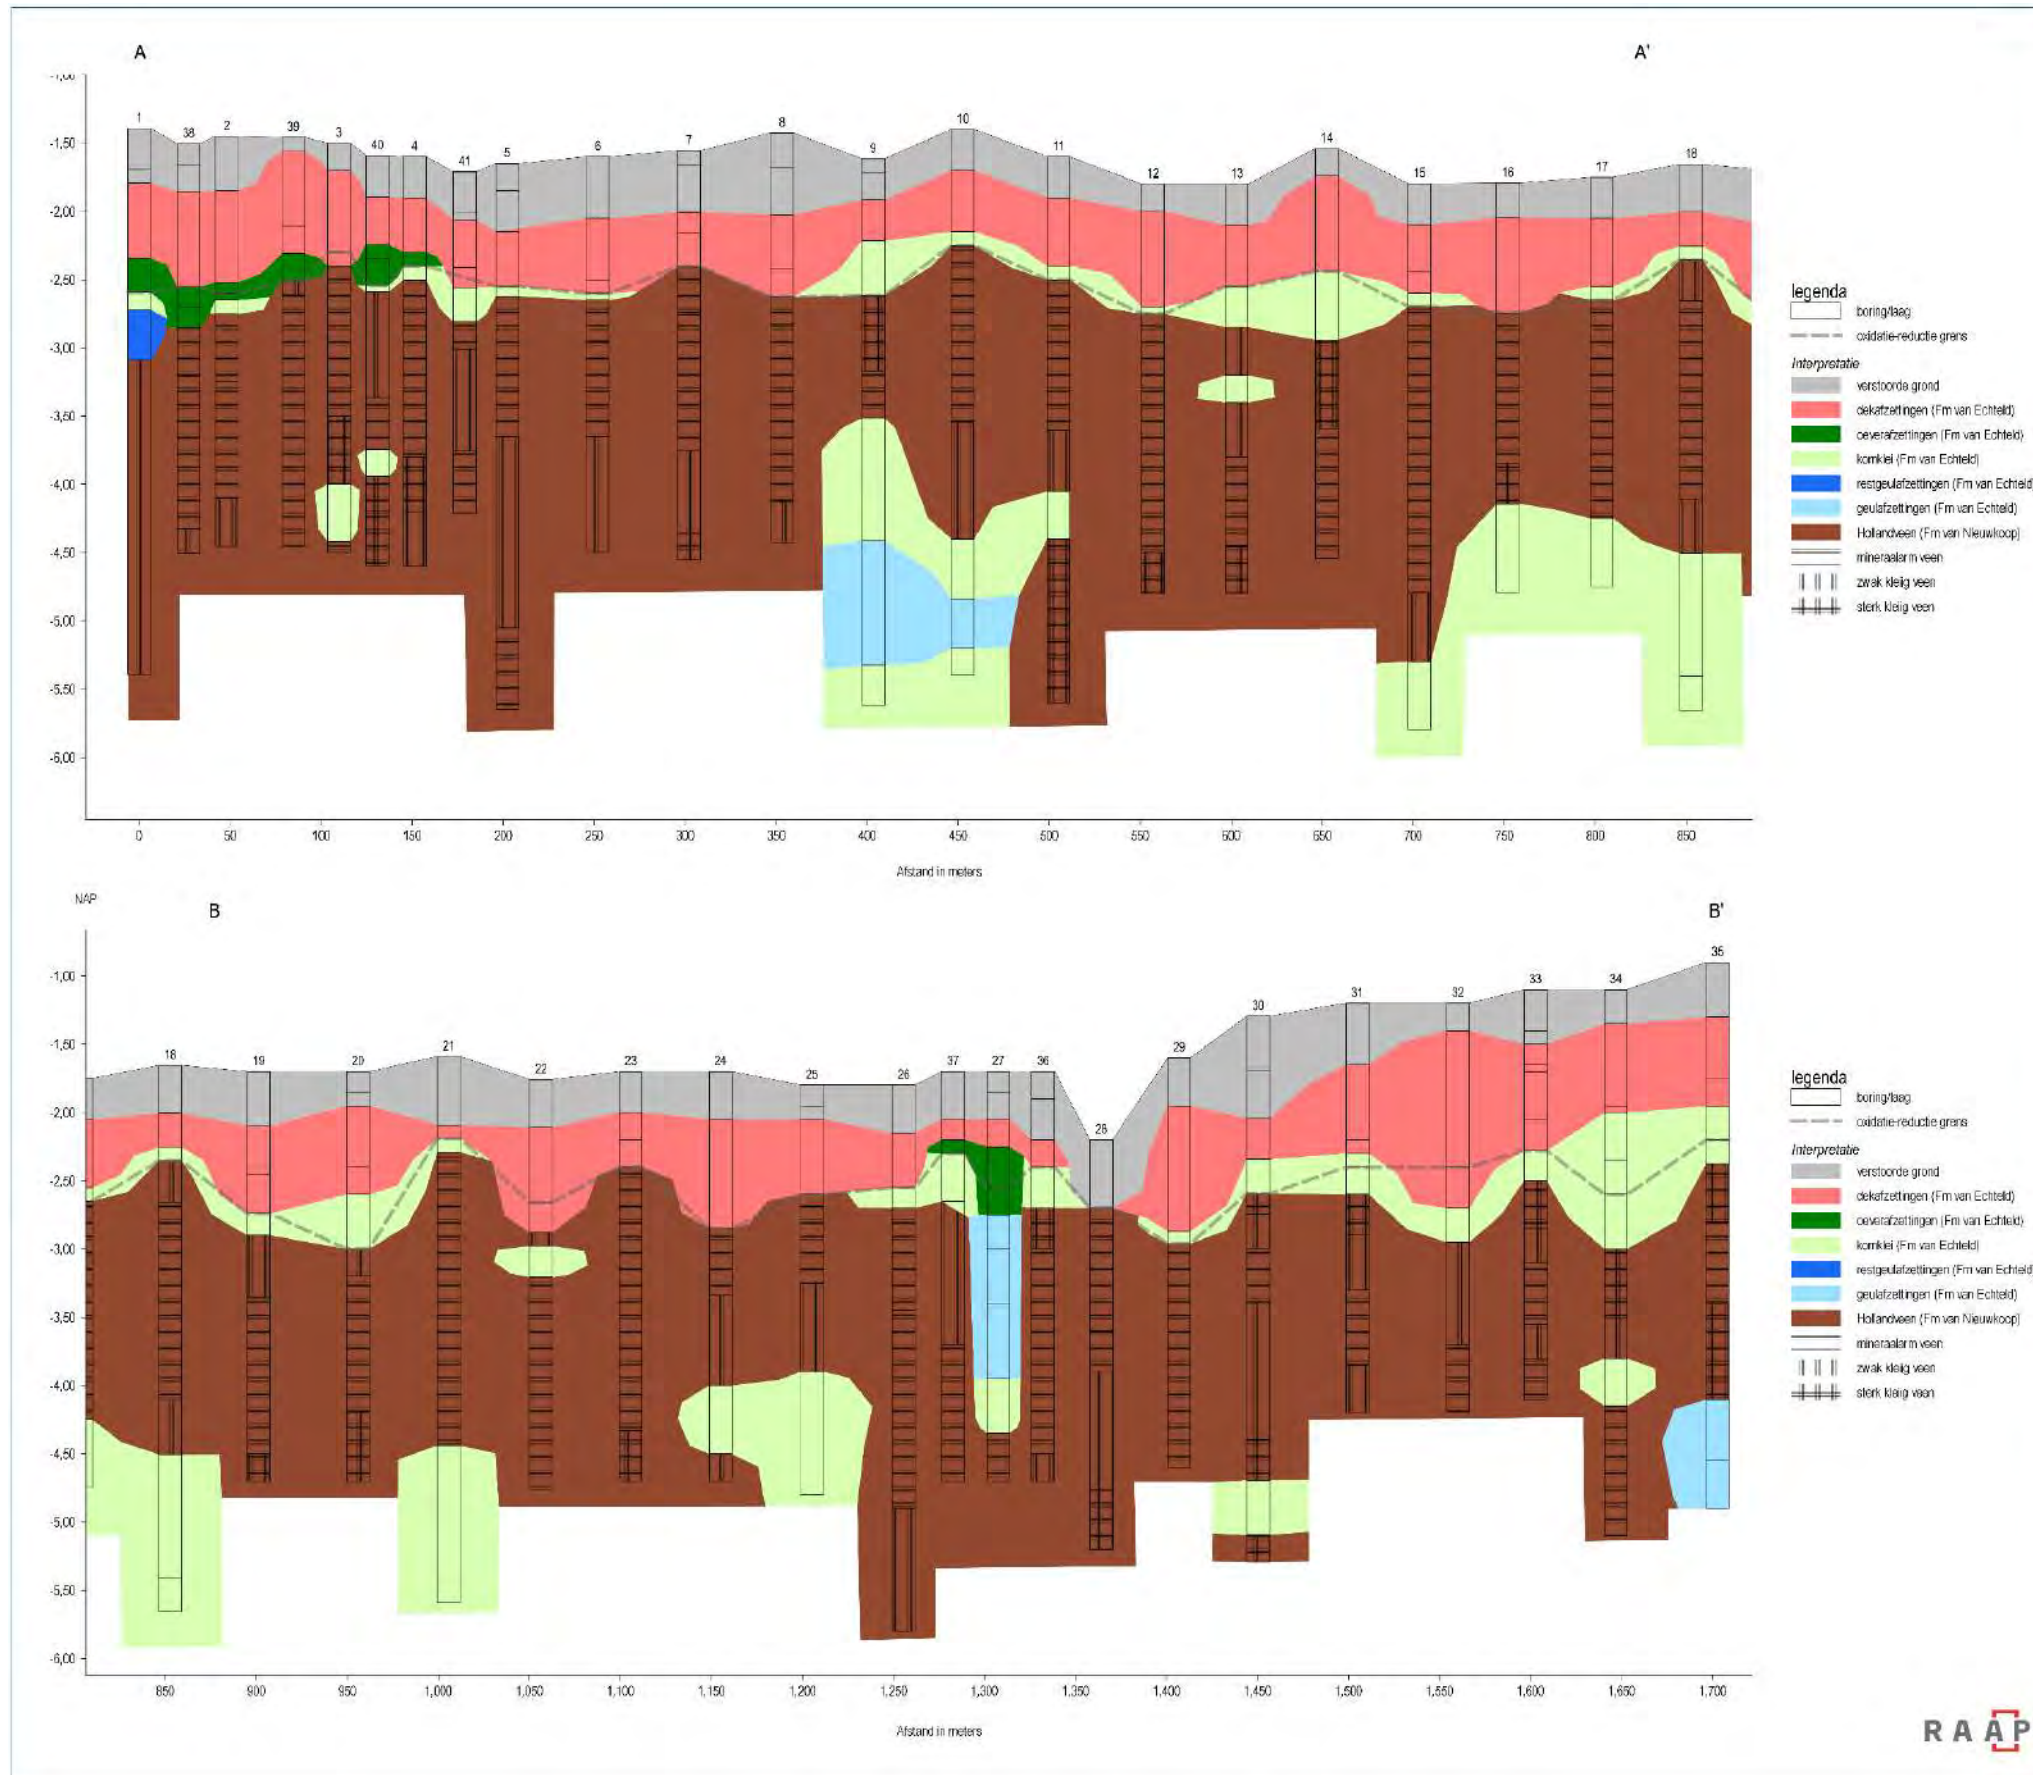 A A'
-1,00
-1,50
-2,00
-2,50
-3,00
-3,50
-4,00
-4,50
-5,00
-5,50
-6,00
1 38 2 39 3 40 4 41 5 6 7 8 9 10 11 12 13 14 15 16 17 18
0 50 100 150 200 250 300 350 400 450 500 550 600 650 700 750 800 850
Afstand in meters
legenda
boring/laag
oxidatie-reductie grens
Interpretatie
verstoorde grond
dekafzettingen (Fm van Echteld)
oeverafzettingen (Fm van Echteld)
komklei (Fm van Echteld)
restgeulafzettingen (Fm van Echteld)
geulafzettingen (Fm van Echteld)
Hollandveen (Fm van Nieuwkoop)
mineraalarm veen
zwak kleiig veen
sterk kleiig veen
NAP
B B'
-1,00
-1,50
-2,00
-2,50
-3,00
-3,50
-4,00
-4,50
-5,00
-5,50
-6,00
18 19 20 21 22 23 24 25 26 37 27 36 28 29 30 31 32 33 34 35
850 900 950 1,000 1,050 1,100 1,150 1,200 1,250 1,300 1,350 1,400 1,450 1,500 1,550 1,600 1,650 1,700
Afstand in meters
legenda
boring/laag
oxidatie-reductie grens
Interpretatie
verstoorde grond
dekafzettingen (Fm van Echteld)
oeverafzettingen (Fm van Echteld)
komklei (Fm van Echteld)
restgeulafzettingen (Fm van Echteld)
geulafzettingen (Fm van Echteld)
Hollandveen (Fm van Nieuwkoop)
mineraalarm veen
zwak kleiig veen
sterk kleiig veen
RAAP